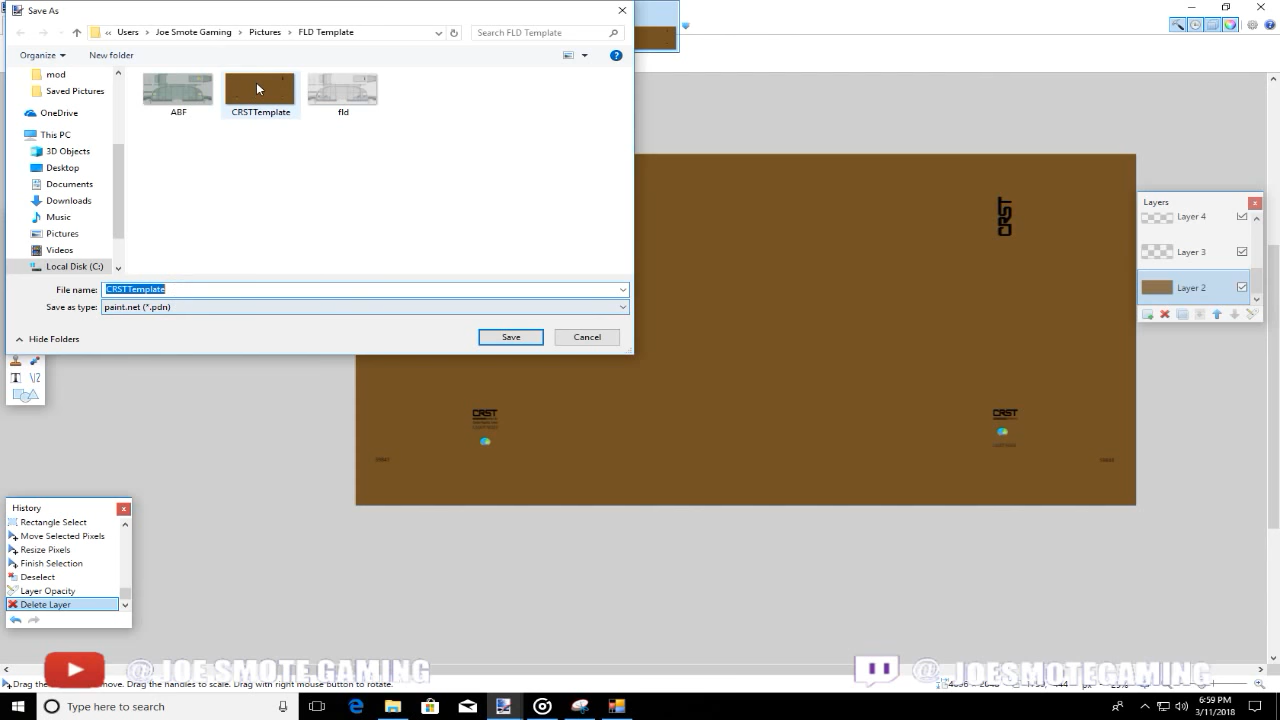 Save As
Users > Joe Smote Gaming > Pictures > FLD Template
Search FLD Template
Organize
New folder
mod
Saved Pictures
OneDrive
This PC
3D Objects
Desktop
Documents
Downloads
Music
Pictures
Videos
Local Disk (C:)
ABF
CRSTTemplate
fld
File name:
CRSTTemplate
Save as type:
paint.net (*.pdn)
Hide Folders
Save
Cancel
CRST
CRST
CRST
Layers
Layer 4
Layer 3
Layer 2
History
Rectangle Select
Move Selected Pixels
Resize Pixels
Finish Selection
Deselect
Layer Opacity
Delete Layer
@ JOE SMOTE GAMING
@ JOESMOTEGAMING
Type here to search
6:59 PM
3/11/2018